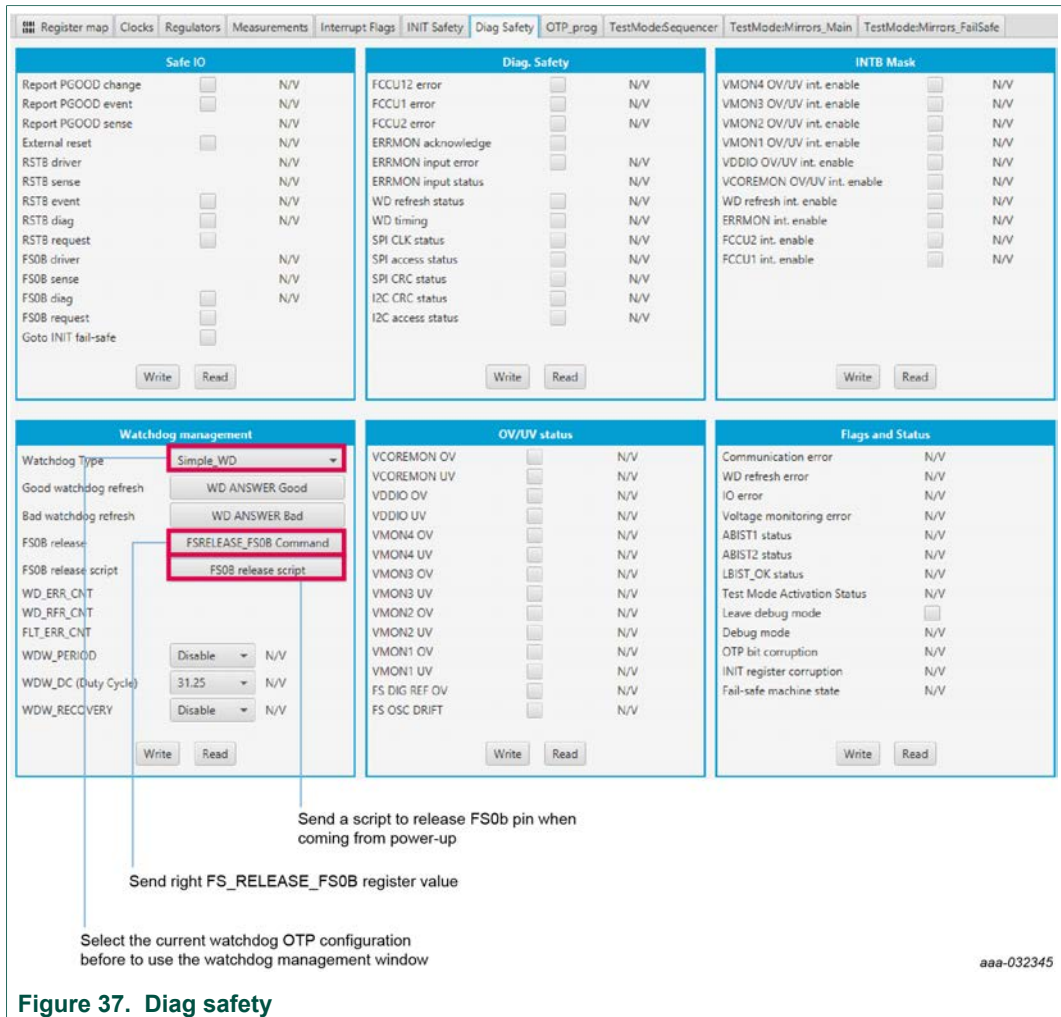 Register map Clocks Regulators Measurements Interrupt Flags INIT Safety Diag Safety OTP_prog TestMode:Sequencer TestMode:Mirrors_Main TestMode:Mirrors_FailSafe
Safe IO
Report PGOOD change N/V
Report PGOOD event N/V
Report PGOOD sense N/V
External reset N/V
RSTB driver N/V
RSTB sense N/V
RSTB event N/V
RSTB diag N/V
RSTB request
FS0B driver N/V
FS0B sense N/V
FS0B diag N/V
FS0B request
Goto INIT fail-safe
Write Read
Diag. Safety
FCCU12 error N/V
FCCU1 error N/V
FCCU2 error N/V
ERRMON acknowledge
ERRMON input error N/V
ERRMON input status N/V
WD refresh status N/V
WD timing N/V
SPI CLK status N/V
SPI access status N/V
SPI CRC status N/V
I2C CRC status N/V
I2C access status N/V
Write Read
INTB Mask
VMON4 OV/UV int. enable N/V
VMON3 OV/UV int. enable N/V
VMON2 OV/UV int. enable N/V
VMON1 OV/UV int. enable N/V
VDDIO OV/UV int. enable N/V
VCOREMON OV/UV int. enable N/V
WD refresh int. enable N/V
ERRMON int. enable N/V
FCCU2 int. enable N/V
FCCU1 int. enable N/V
Write Read
Watchdog management
Watchdog Type Simple_WD
Good watchdog refresh WD ANSWER Good
Bad watchdog refresh WD ANSWER Bad
FS0B release FSRELEASE_FS0B Command
FS0B release script FS0B release script
WD_ERR_CNT
WD_RFR_CNT
FLT_ERR_CNT
WDW_PERIOD Disable N/V
WDW_DC (Duty Cycle) 31.25 N/V
WDW_RECOVERY Disable N/V
Write Read
OV/UV status
VCOREMON OV N/V
VCOREMON UV N/V
VDDIO OV N/V
VDDIO UV N/V
VMON4 OV N/V
VMON4 UV N/V
VMON3 OV N/V
VMON3 UV N/V
VMON2 OV N/V
VMON2 UV N/V
VMON1 OV N/V
VMON1 UV N/V
FS DIG REF OV N/V
FS OSC DRIFT N/V
Write Read
Flags and Status
Communication error N/V
WD refresh error N/V
IO error N/V
Voltage monitoring error N/V
ABIST1 status N/V
ABIST2 status N/V
LBIST_OK status N/V
Test Mode Activation Status N/V
Leave debug mode
Debug mode N/V
OTP bit corruption N/V
INIT register corruption N/V
Fail-safe machine state N/V
Write Read
Send a script to release FS0b pin when
coming from power-up
Send right FS_RELEASE_FS0B register value
Select the current watchdog OTP configuration
before to use the watchdog management window
aaa-032345
Figure 37. Diag safety